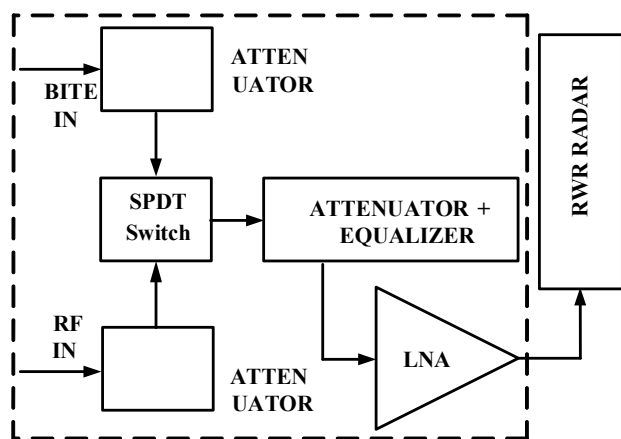 ATTEN
UATOR
BITE
IN
SPDT
Switch
ATTENUATOR +
EQUALIZER
RWR RADAR
RF
IN
LNA
ATTEN
UATOR